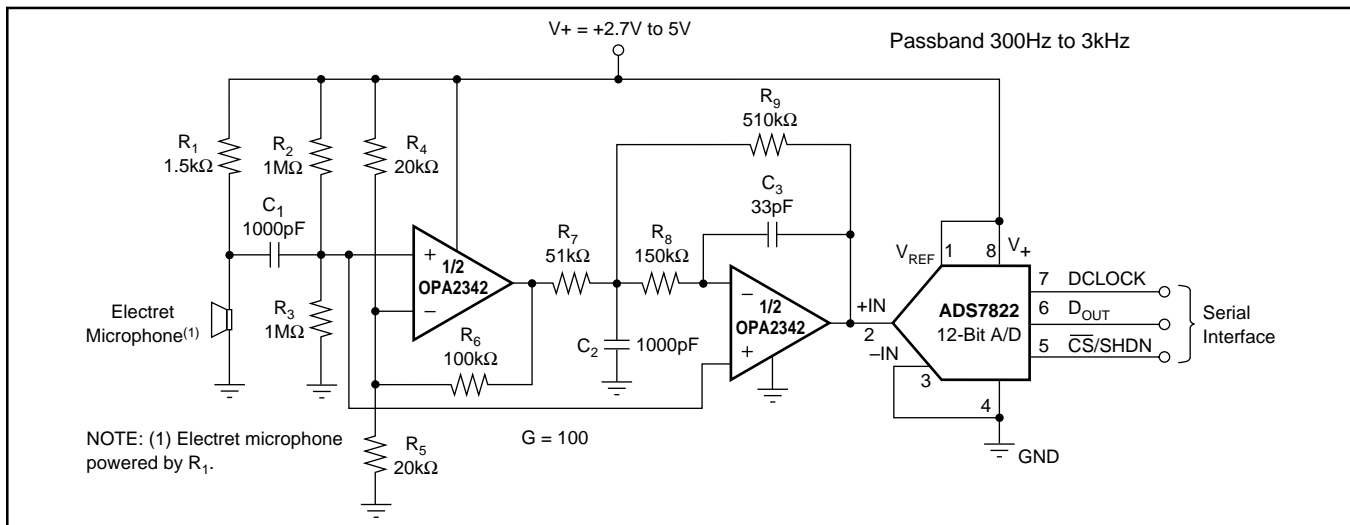 V+ = +2.7V to 5V
Passband 300Hz to 3kHz
R1
1.5kΩ
R2
1MΩ
R4
20kΩ
R9
510kΩ
C3
33pF
C1
1000pF
R7
51kΩ
R8
150kΩ
VREF
1
8
V+
+
1/2
OPA2342
−
−
1/2
OPA2342
+
7
DCLOCK
+IN
2
ADS7822
12-Bit A/D
6
DOUT
Serial
Interface
−IN
3
5
C̅S̅/SHDN
4
Electret
Microphone(1)
R3
1MΩ
R6
100kΩ
C2
1000pF
NOTE: (1) Electret microphone
powered by R1.
R5
20kΩ
G = 100
GND